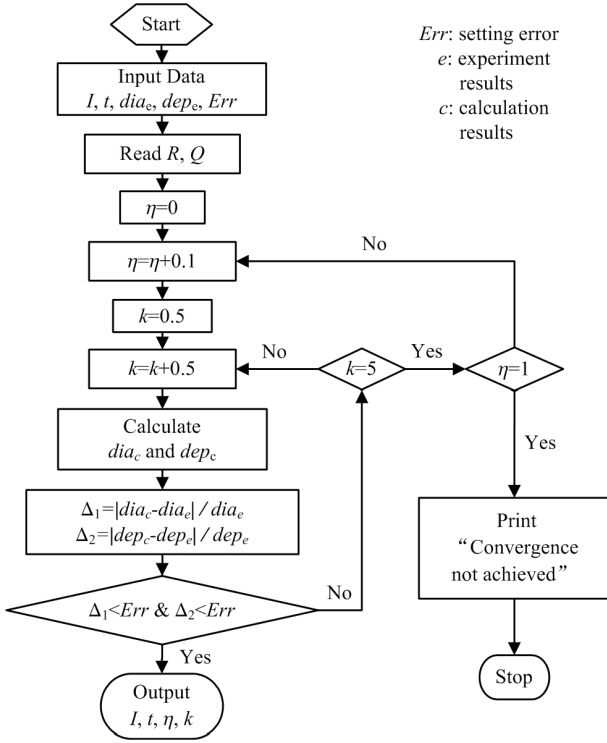 Start
Input Data
I, t, dia_e, dep_e, Err
Read R, Q
η=0
η=η+0.1
k=0.5
k=k+0.5
Calculate
dia_c and dep_c
Δ₁=|dia_c-dia_e| / dia_e
Δ₂=|dep_c-dep_e| / dep_e
Δ₁<Err & Δ₂<Err
Yes
Output
I, t, η, k
No
k=5
No
Yes
η=1
No
Yes
Print
“Convergence
not achieved”
Stop
Err: setting error
e: experiment
results
c: calculation
results